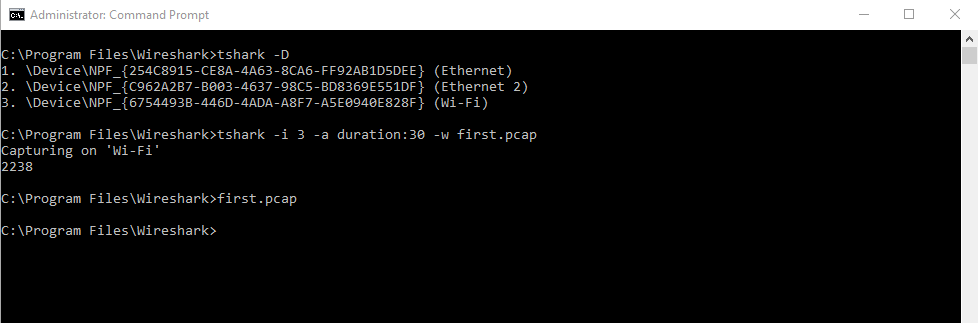 Administrator: Command Prompt
C:\Program Files\Wireshark>tshark -D
1. \Device\NPF_{254C8915-CE8A-4A63-8CA6-FF92AB1D5DEE} (Ethernet)
2. \Device\NPF_{C962A2B7-B003-4637-98C5-BD8369E551DF} (Ethernet 2)
3. \Device\NPF_{6754493B-446D-4ADA-A8F7-A5E0940E828F} (Wi-Fi)
C:\Program Files\Wireshark>tshark -i 3 -a duration:30 -w first.pcap
Capturing on 'Wi-Fi'
2238
C:\Program Files\Wireshark>first.pcap
C:\Program Files\Wireshark>